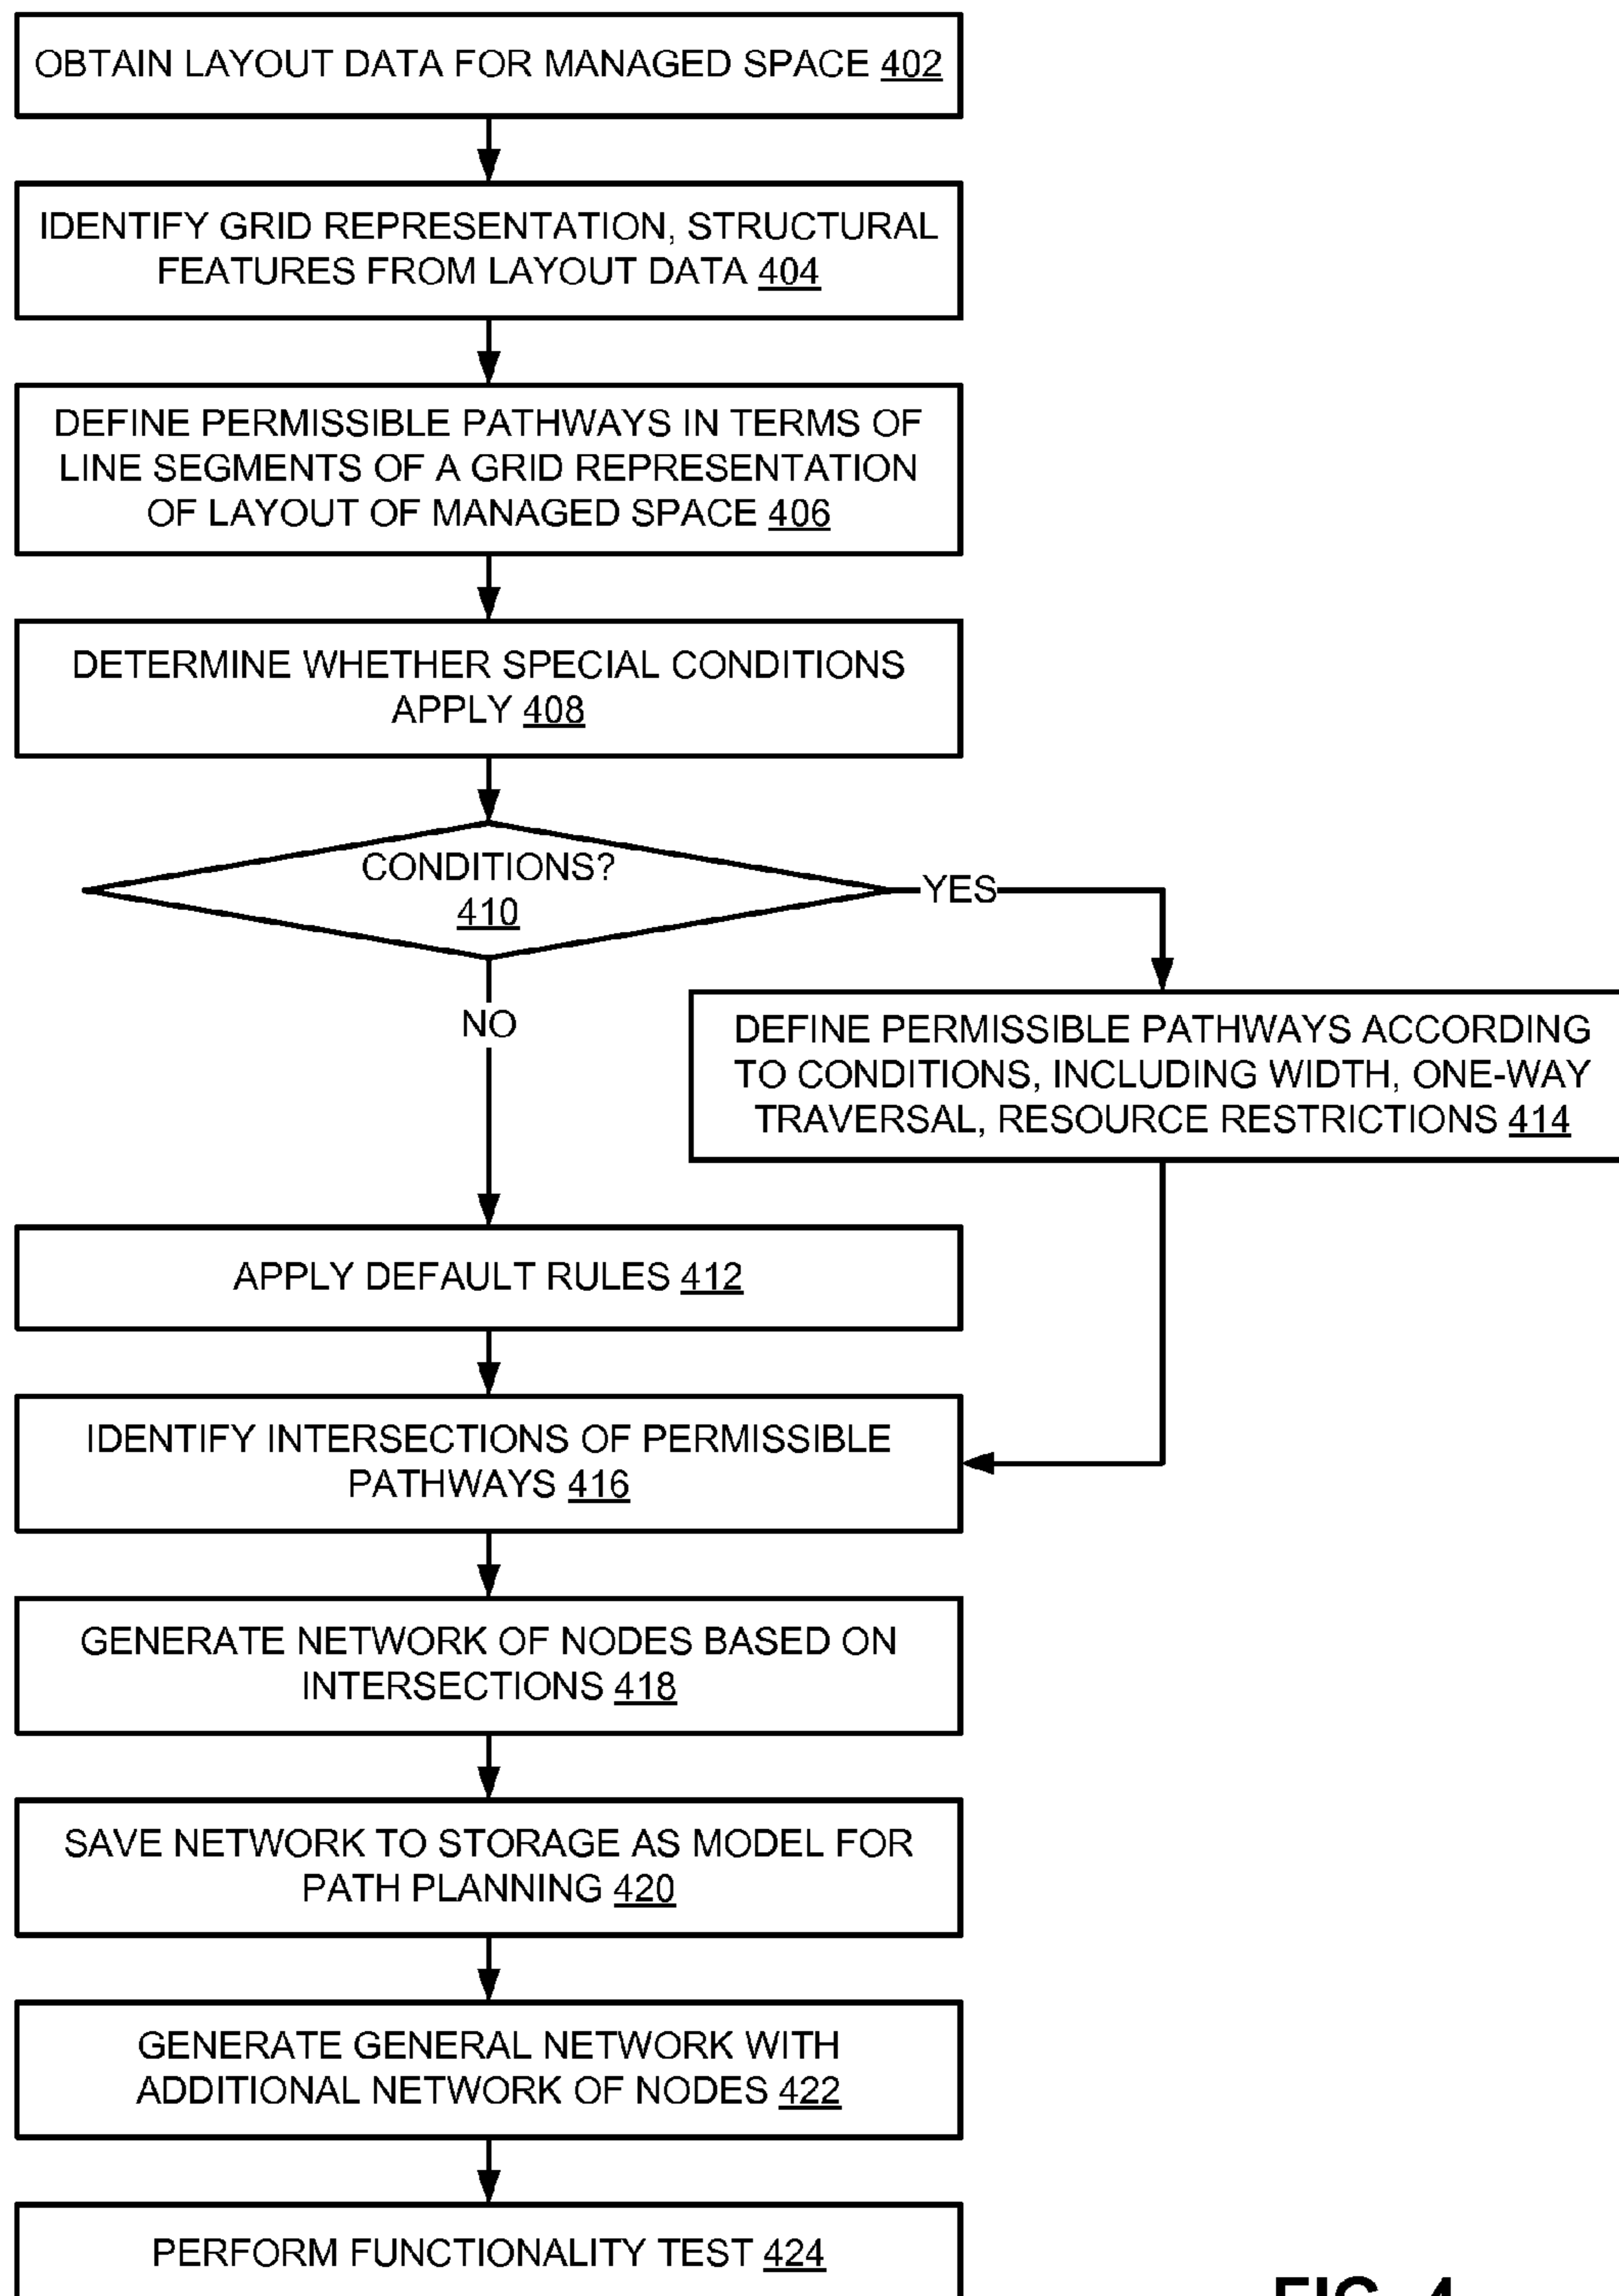 OBTAIN LAYOUT DATA FOR MANAGED SPACE 402
IDENTIFY GRID REPRESENTATION, STRUCTURAL
FEATURES FROM LAYOUT DATA 404
DEFINE PERMISSIBLE PATHWAYS IN TERMS OF
LINE SEGMENTS OF A GRID REPRESENTATION
OF LAYOUT OF MANAGED SPACE 406
DETERMINE WHETHER SPECIAL CONDITIONS
APPLY 408
CONDITIONS?
410
YES
NO
DEFINE PERMISSIBLE PATHWAYS ACCORDING
TO CONDITIONS, INCLUDING WIDTH, ONE-WAY
TRAVERSAL, RESOURCE RESTRICTIONS 414
APPLY DEFAULT RULES 412
IDENTIFY INTERSECTIONS OF PERMISSIBLE
PATHWAYS 416
GENERATE NETWORK OF NODES BASED ON
INTERSECTIONS 418
SAVE NETWORK TO STORAGE AS MODEL FOR
PATH PLANNING 420
GENERATE GENERAL NETWORK WITH
ADDITIONAL NETWORK OF NODES 422
PERFORM FUNCTIONALITY TEST 424
FIG. 4